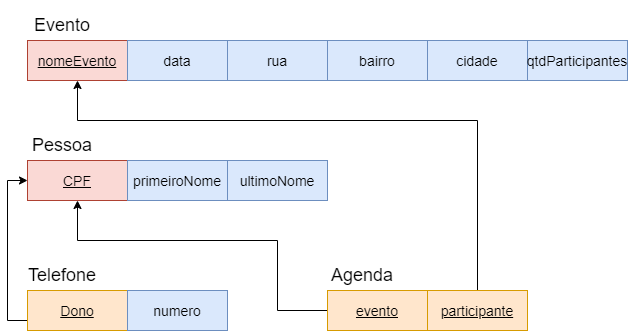 Evento
nomeEvento data rua bairro cidade qtdParticipantes
Pessoa
CPF primeiroNome ultimoNome
Telefone Agenda
Dono numero evento participante